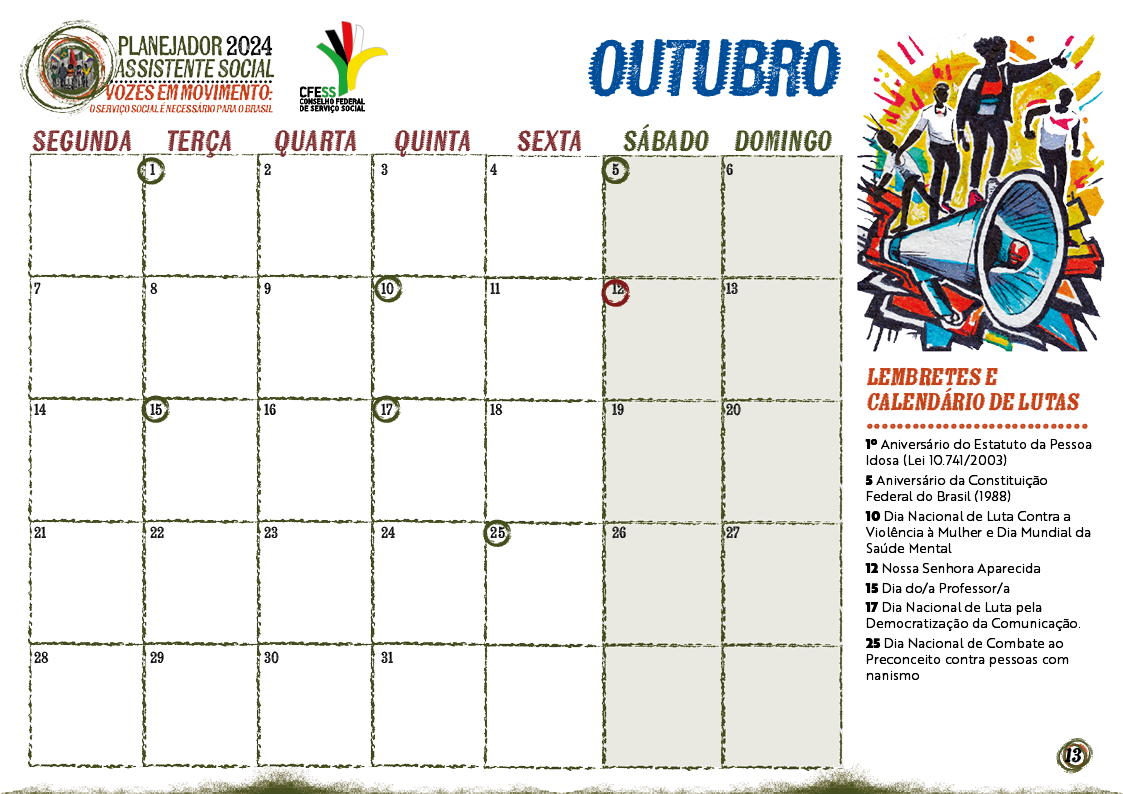 PLANEJADOR 2024
ASSISTENTE SOCIAL
VOZES EM MOVIMENTO:
O SERVIÇO SOCIAL É NECESSÁRIO PARA O BRASIL
CFESS
CONSELHO FEDERAL
DE SERVIÇO SOCIAL
OUTUBRO
SEGUNDA TERÇA QUARTA QUINTA SEXTA SÁBADO DOMINGO
1 2 3 4 5 6
7 8 9 10 11 12 13
14 15 16 17 18 19 20
21 22 23 24 25 26 27
28 29 30 31
LEMBRETES E
CALENDÁRIO DE LUTAS
1º Aniversário do Estatuto da Pessoa
Idosa (Lei 10.741/2003)
5 Aniversário da Constituição
Federal do Brasil (1988)
10 Dia Nacional de Luta Contra a
Violência à Mulher e Dia Mundial da
Saúde Mental
12 Nossa Senhora Aparecida
15 Dia do/a Professor/a
17 Dia Nacional de Luta pela
Democratização da Comunicação.
25 Dia Nacional de Combate ao
Preconceito contra pessoas com
nanismo
13